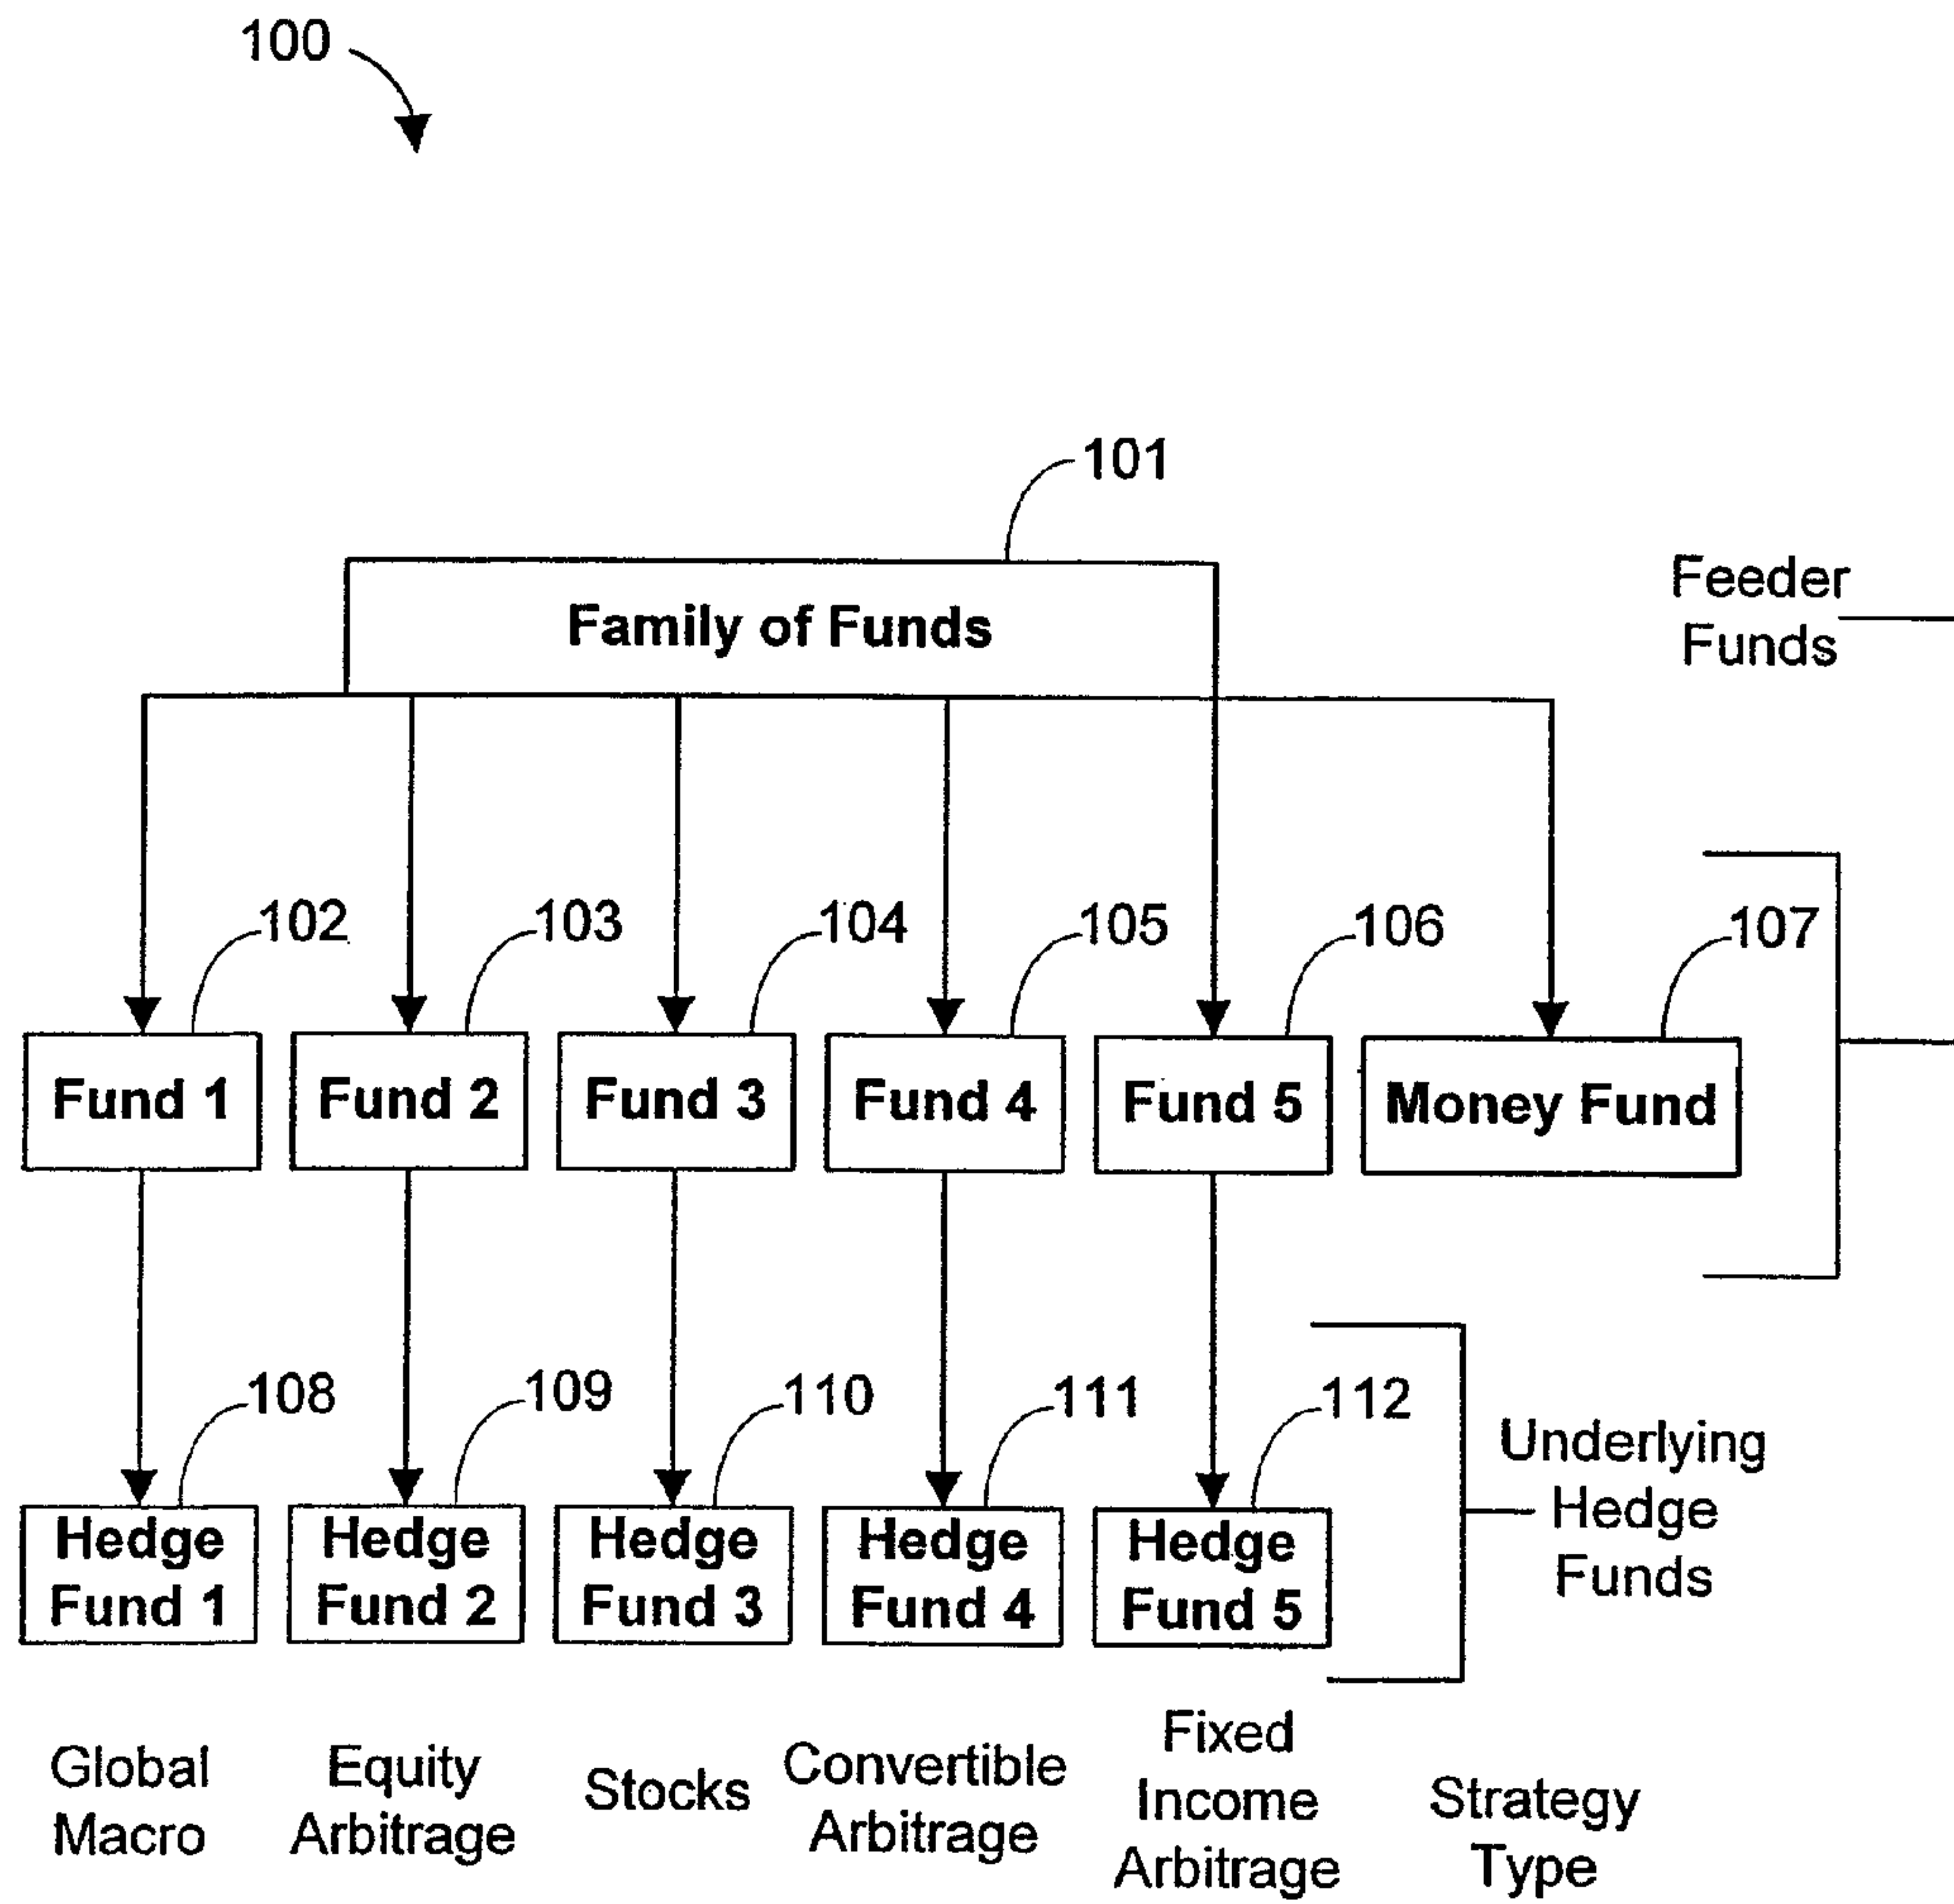 100
101
Family of Funds
Feeder
Funds
102
103
104
105
106
107
Fund 1
Fund 2
Fund 3
Fund 4
Fund 5
Money Fund
108
109
110
111
112
Underlying
Hedge
Funds
Hedge
Fund 1
Hedge
Fund 2
Hedge
Fund 3
Hedge
Fund 4
Hedge
Fund 5
Global
Macro
Equity
Arbitrage
Stocks
Convertible
Arbitrage
Fixed
Income
Arbitrage
Strategy
Type